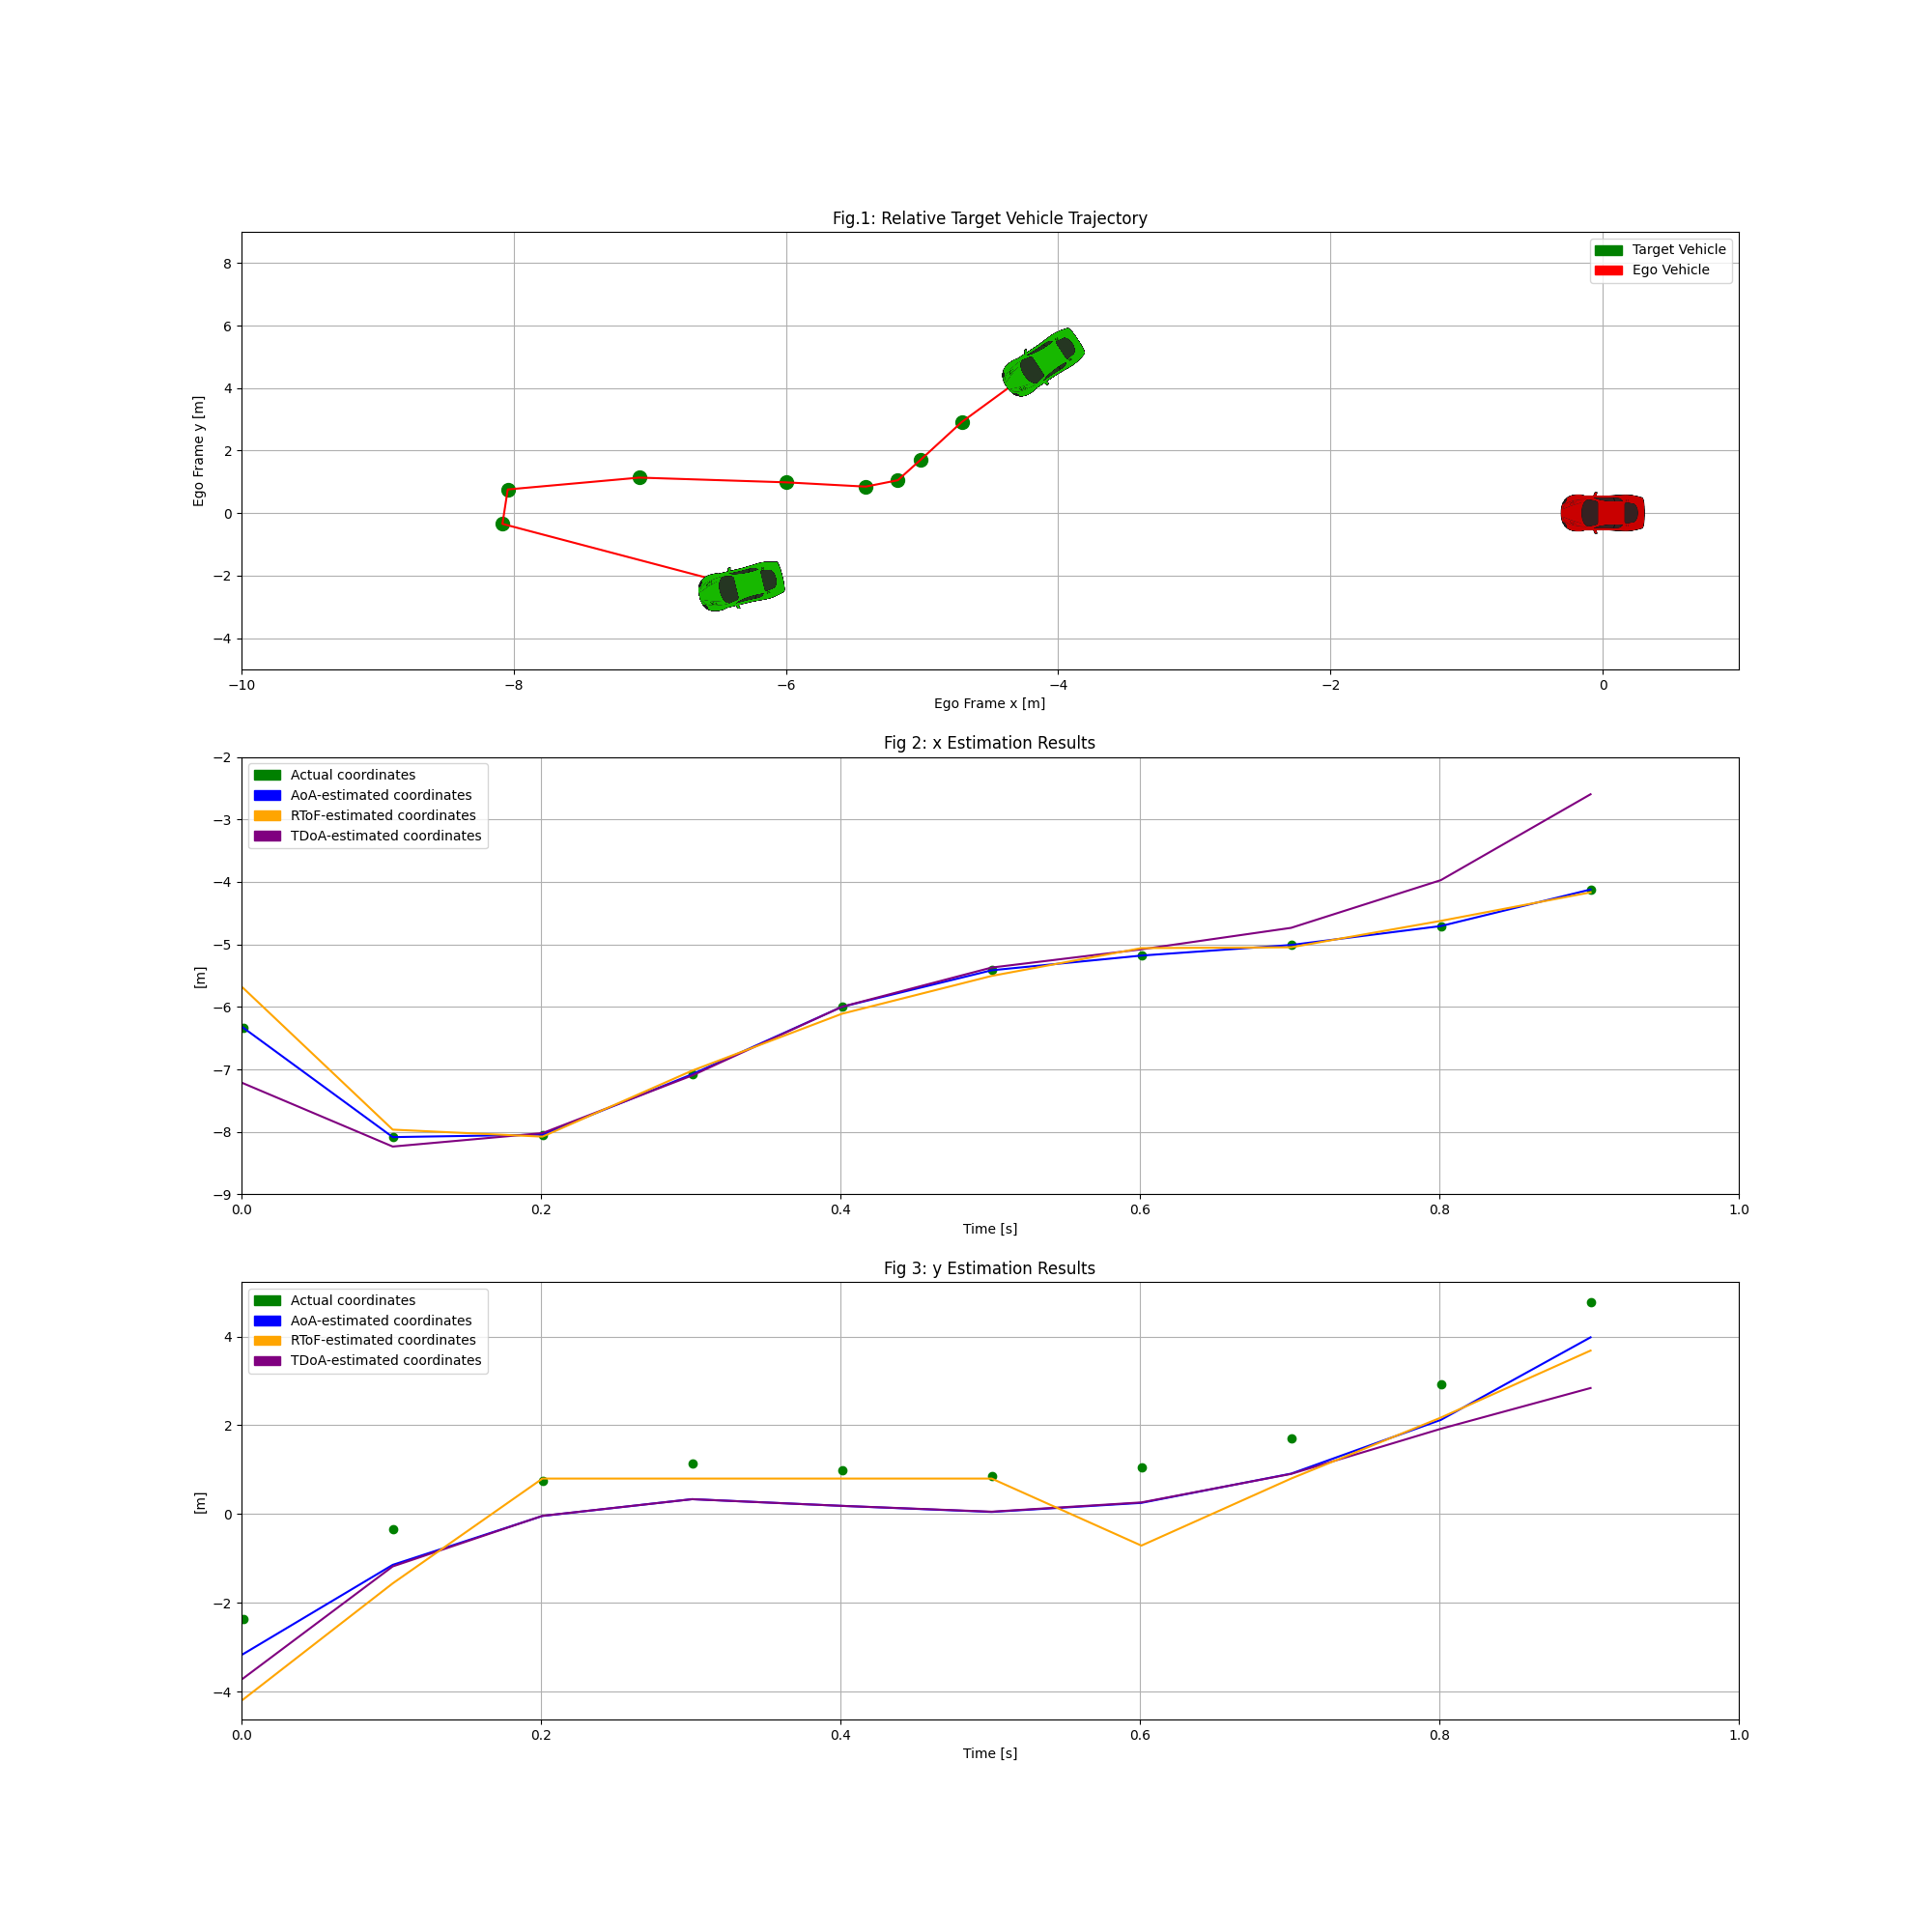 Fig.1: Relative Target Vehicle Trajectory
8
6
4
2
0
−2
−4
Ego Frame y [m]
Target Vehicle
Ego Vehicle
−10
−8
−6
−4
−2
0
Ego Frame x [m]
Fig 2: x Estimation Results
−2
−3
−4
−5
−6
−7
−8
−9
[m]
Actual coordinates
AoA-estimated coordinates
RToF-estimated coordinates
TDoA-estimated coordinates
0.0
0.2
0.4
0.6
0.8
1.0
Time [s]
Fig 3: y Estimation Results
4
2
0
−2
−4
[m]
Actual coordinates
AoA-estimated coordinates
RToF-estimated coordinates
TDoA-estimated coordinates
0.0
0.2
0.4
0.6
0.8
1.0
Time [s]